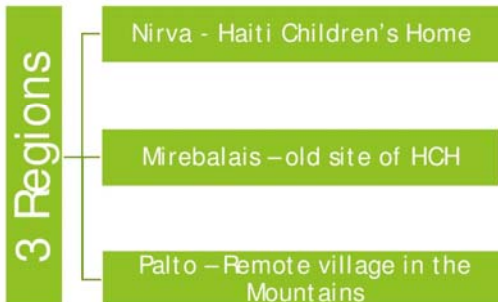 3 Regions
Nirva - Haiti Children's Home
Mirebalais – old site of HCH
Palto – Remote village in the
Mountains